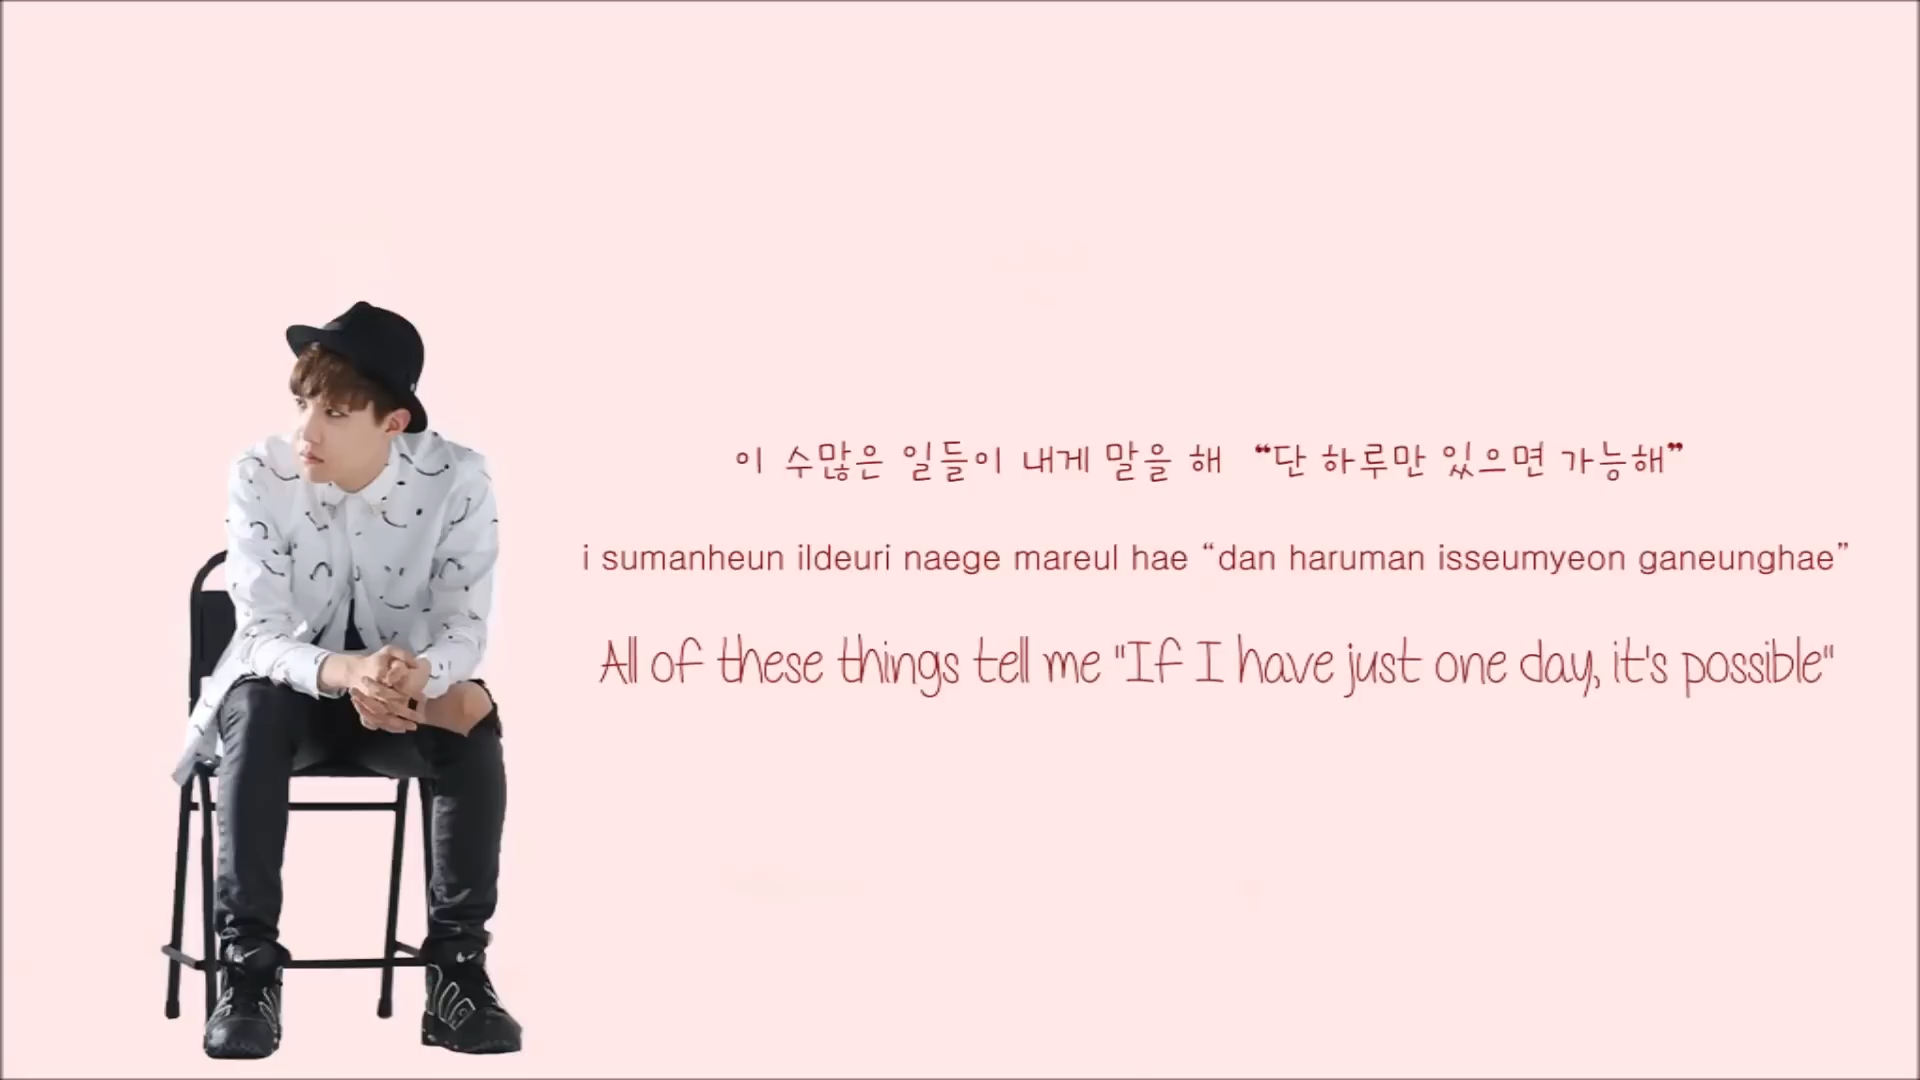 이 수많은 일들이 내게 말을 해 “단 하루만 있으면 가능해”
i sumanheun ildeuri naege mareul hae “dan haruman isseumyeon ganeunghae”
All of these things tell me "If I have just one day, it's possible"